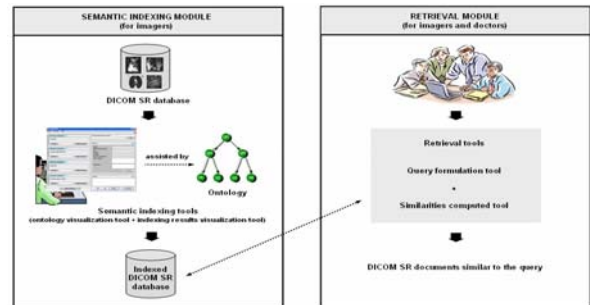 SEMANTIC INDEXING MODULE
(for imagers)
DICOM SR database
assisted by
Ontology
Semantic indexing tools
(ontology visualization tool + indexing results visualization tool)
Indexed
DICOM SR
database
RETRIEVAL MODULE
(for imagers and doctors)
Retrieval tools
Query formulation tool
+
Similarities computed tool
DICOM SR documents similar to the query